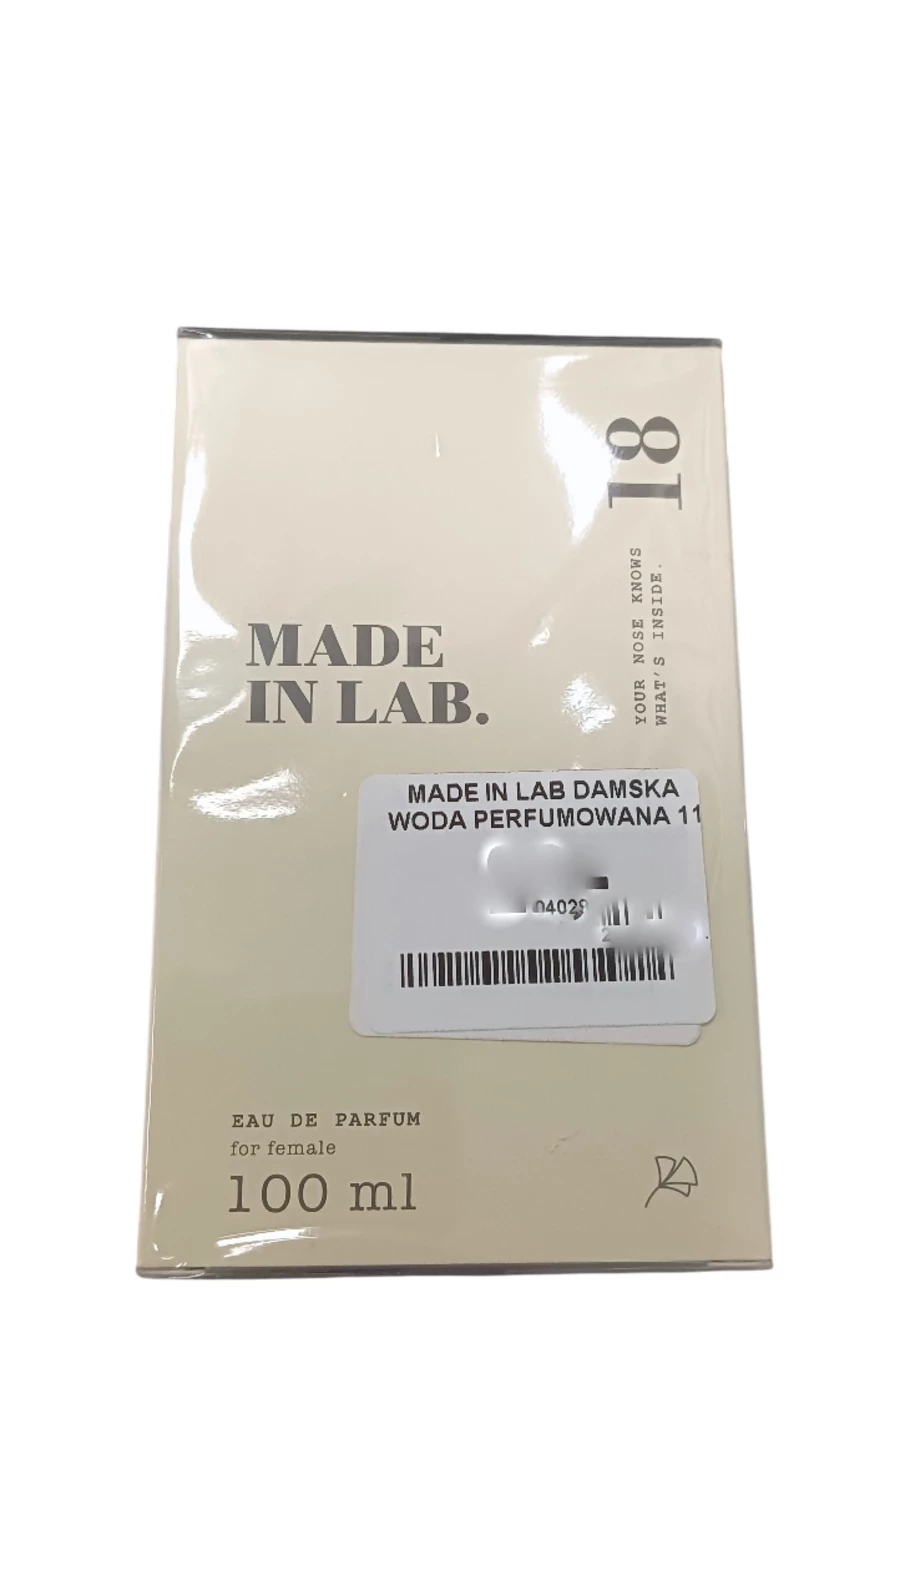 18
YOUR NOSE KNOWS
WHAT'S INSIDE.
MADE
IN LAB.
MADE IN LAB DAMSKA
WODA PERFUMOWANA 11
04029
EAU DE PARFUM
for female
100 ml